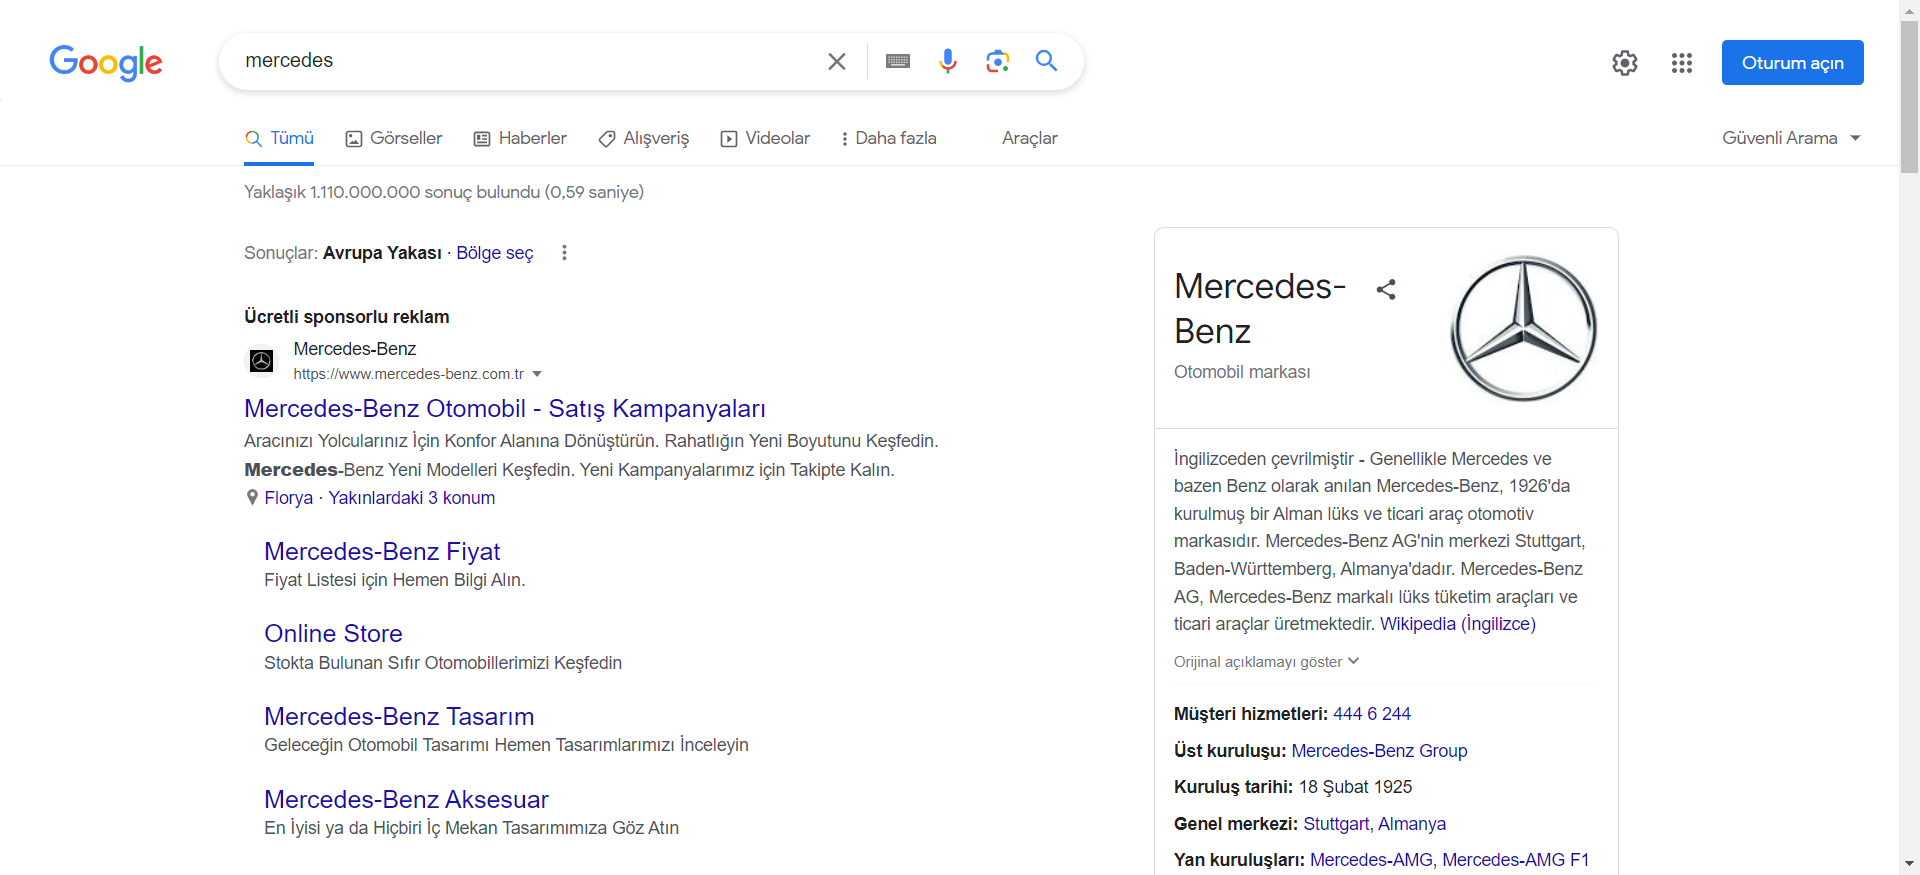 Google
mercedes
Oturum açın
Tümü
Görseller
Haberler
Alışveriş
Videolar
Daha fazla
Araçlar
Güvenli Arama
Yaklaşık 1.110.000.000 sonuç bulundu (0,59 saniye)
Sonuçlar: Avrupa Yakası · Bölge seç
Ücretli sponsorlu reklam
Mercedes-Benz
https://www.mercedes-benz.com.tr
Mercedes-Benz Otomobil - Satış Kampanyaları
Aracınızı Yolcularınız İçin Konfor Alanına Dönüştürün. Rahatlığın Yeni Boyutunu Keşfedin.
Mercedes-Benz Yeni Modelleri Keşfedin. Yeni Kampanyalarımız için Takipte Kalın.
Florya · Yakınlardaki 3 konum
Mercedes-Benz Fiyat
Fiyat Listesi için Hemen Bilgi Alın.
Online Store
Stokta Bulunan Sıfır Otomobillerimizi Keşfedin
Mercedes-Benz Tasarım
Geleceğin Otomobil Tasarımı Hemen Tasarımlarımızı İnceleyin
Mercedes-Benz Aksesuar
En İyisi ya da Hiçbiri İç Mekan Tasarımımıza Göz Atın
Mercedes-
Benz
Otomobil markası
İngilizceden çevrilmiştir - Genellikle Mercedes ve
bazen Benz olarak anılan Mercedes-Benz, 1926'da
kurulmuş bir Alman lüks ve ticari araç otomotiv
markasıdır. Mercedes-Benz AG'nin merkezi Stuttgart,
Baden-Württemberg, Almanya'dadır. Mercedes-Benz
AG, Mercedes-Benz markalı lüks tüketim araçları ve
ticari araçlar üretmektedir. Wikipedia (İngilizce)
Orijinal açıklamayı göster
Müşteri hizmetleri: 444 6 244
Üst kuruluşu: Mercedes-Benz Group
Kuruluş tarihi: 18 Şubat 1925
Genel merkezi: Stuttgart, Almanya
Yan kuruluşları: Mercedes-AMG, Mercedes-AMG F1